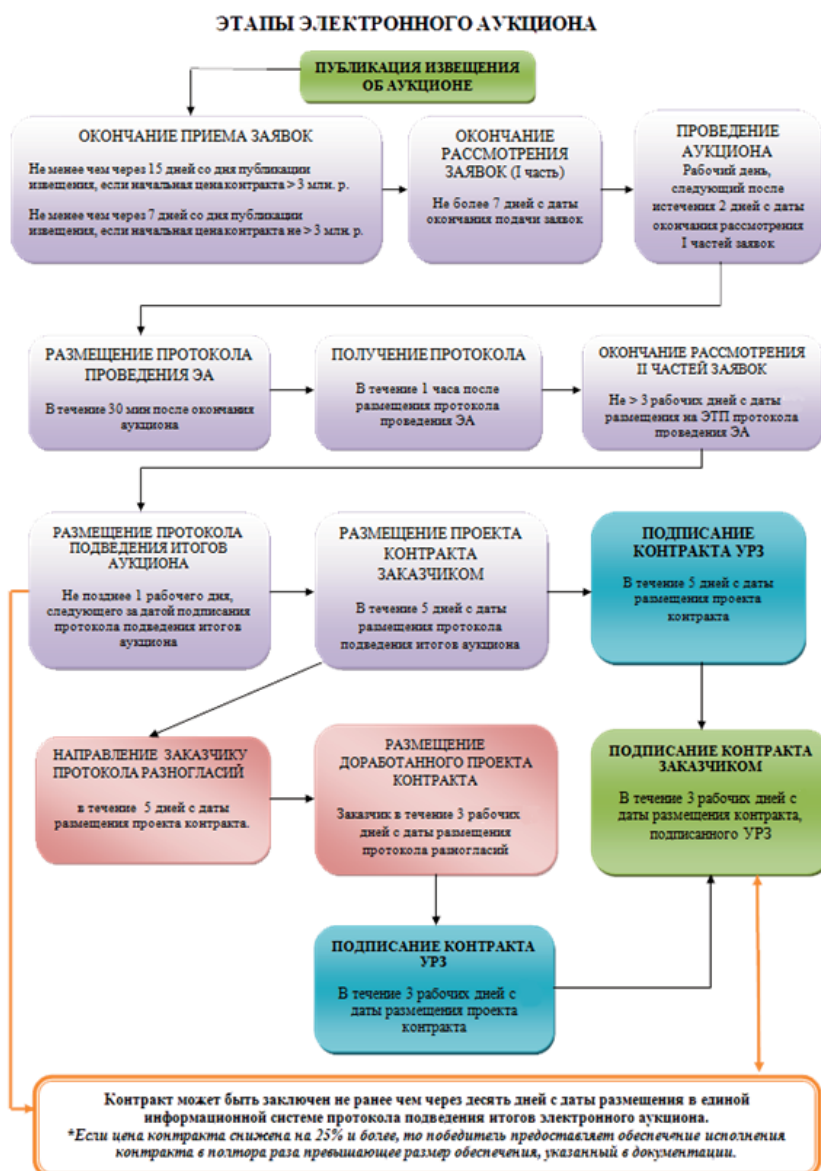 ЭТАПЫ ЭЛЕКТРОННОГО АУКЦИОНА
ПУБЛИКАЦИЯ ИЗВЕЩЕНИЯ
ОБ АУКЦИОНЕ
ОКОНЧАНИЕ ПРИЕМА ЗАЯВОК
Не менее чем через 15 дней со дня публикации
извещения, если начальная цена контракта > 3 млн. р.
Не менее чем через 7 дней со дня публикации
извещения, если начальная цена контракта не > 3 млн. р.
ОКОНЧАНИЕ
РАССМОТРЕНИЯ
ЗАЯВОК (I часть)
Не более 7 дней с даты
окончания подачи заявок
ПРОВЕДЕНИЕ
АУКЦИОНА
Рабочий день,
следующий после
истечения 2 дней с даты
окончания рассмотрения
I частей заявок
РАЗМЕЩЕНИЕ ПРОТОКОЛА
ПРОВЕДЕНИЯ ЭА
В течение 30 мин после окончания
аукциона
ПОЛУЧЕНИЕ ПРОТОКОЛА
В течение 1 часа после
размещения протокола
проведения ЭА
ОКОНЧАНИЕ РАССМОТРЕНИЯ
II ЧАСТЕЙ ЗАЯВОК
Не > 3 рабочих дней с даты
размещения на ЭТП протокола
проведения ЭА
РАЗМЕЩЕНИЕ ПРОТОКОЛА
ПОДВЕДЕНИЯ ИТОГОВ
АУКЦИОНА
Не позднее 1 рабочего дня,
следующего за датой подписания
протокола подведения итогов
аукциона
РАЗМЕЩЕНИЕ ПРОЕКТА
КОНТРАКТА
ЗАКАЗЧИКОМ
В течение 5 дней с даты
размещения протокола
подведения итогов аукциона
ПОДПИСАНИЕ
КОНТРАКТА УРЗ
В течение 5 дней с даты
размещения проекта
контракта
НАПРАВЛЕНИЕ ЗАКАЗЧИКУ
ПРОТОКОЛА РАЗНОГЛАСИЙ
в течение 5 дней с даты
размещения проекта контракта.
РАЗМЕЩЕНИЕ
ДОРАБОТАННОГО ПРОЕКТА
КОНТРАКТА
Заказчик в течение 3 рабочих
дней с даты размещения
протокола разногласий
ПОДПИСАНИЕ КОНТРАКТА
ЗАКАЗЧИКОМ
В течение 3 рабочих дней с
даты размещения контракта,
подписанного УРЗ
ПОДПИСАНИЕ КОНТРАКТА
УРЗ
В течение 3 рабочих дней с
даты размещения проекта
контракта
Контракт может быть заключен не ранее чем через десять дней с даты размещения в единой
информационной системе протокола подведения итогов электронного аукциона.
*Если цена контракта снижена на 25% и более, то победитель предоставляет обеспечение исполнения
контракта в полтора раза превышающее размер обеспечения, указанный в документации.